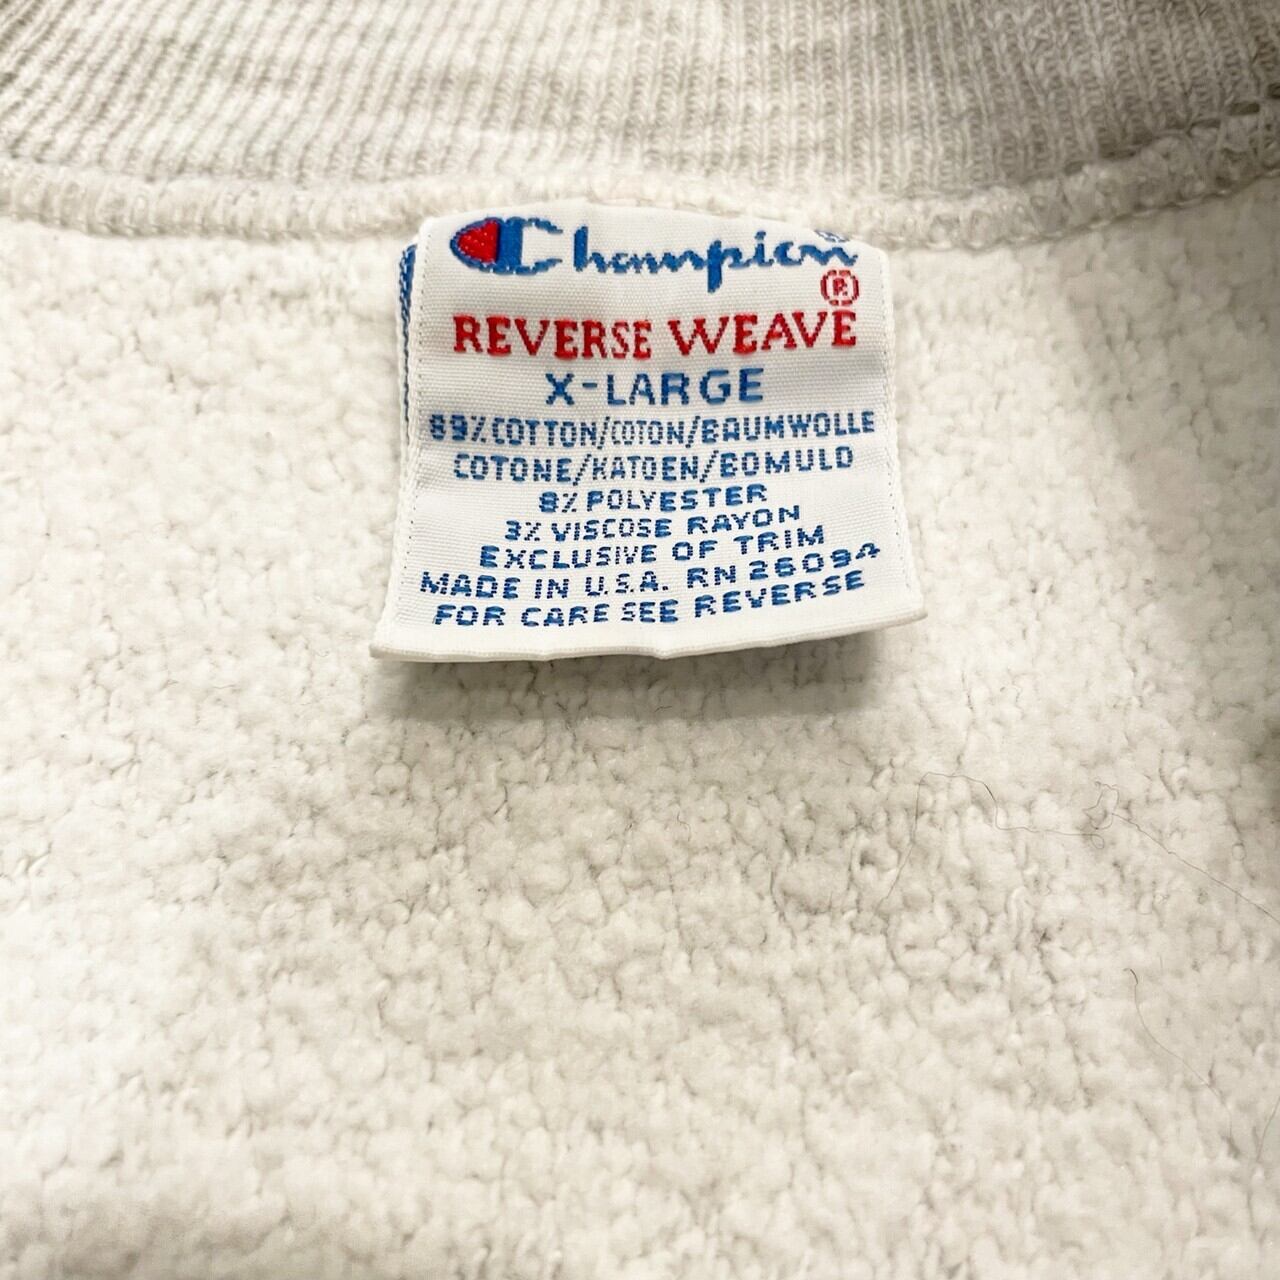 Champion®
REVERSE WEAVE®
X-LARGE
89% COTTON/COTON/BAUMWOLLE
COTONE/KATOEN/BOMULD
8% POLYESTER
3% VISCOSE RAYON
EXCLUSIVE OF TRIM
MADE IN U.S.A. RN 26094
FOR CARE SEE REVERSE